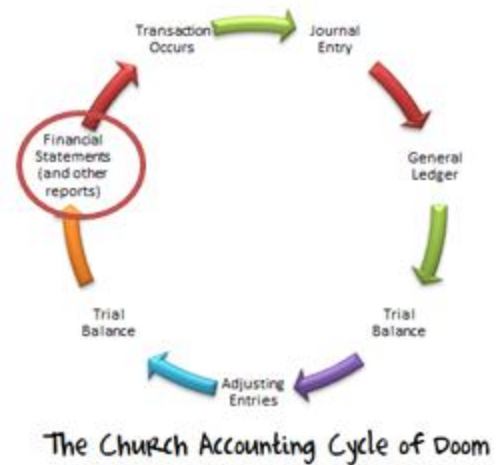 Transaction
Occurs
Journal
Entry
General
Ledger
Trial
Balance
Adjusting
Entries
Trial
Balance
Financial
Statements
(and other
reports)
The Church Accounting Cycle of Doom